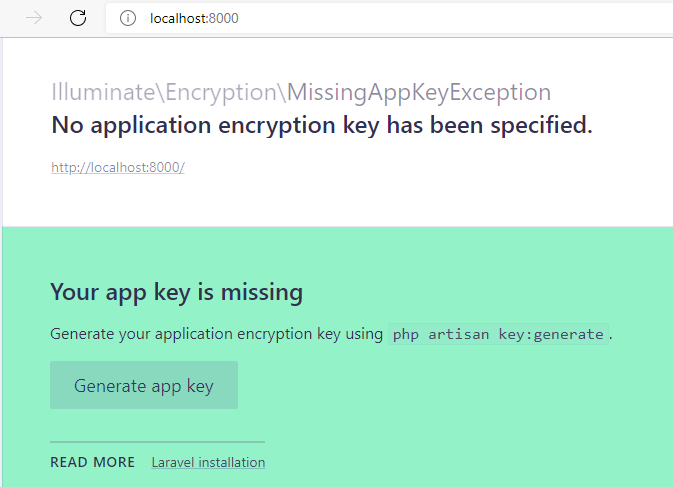 localhost:8000
Illuminate\Encryption\MissingAppKeyException
No application encryption key has been specified.
http://localhost:8000/
Your app key is missing
Generate your application encryption key using php artisan key:generate.
Generate app key
READ MORE Laravel installation